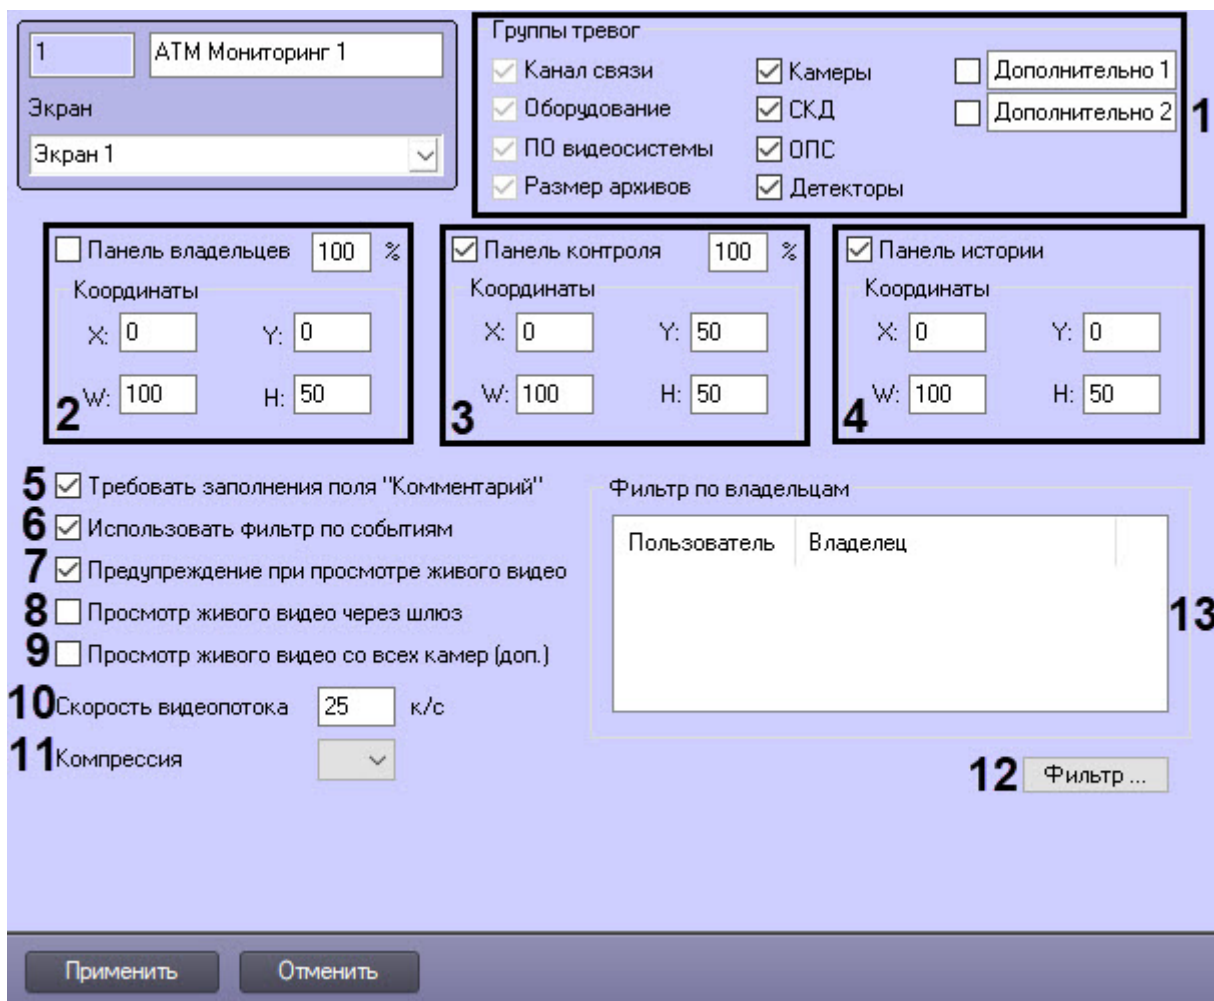 1
АТМ Мониторинг 1
Экран
Экран 1
Группы тревог
Канал связи
Камеры
Дополнительно 1
Оборудование
СКД
Дополнительно 2
1
ПО видеосистемы
ОПС
Размер архивов
Детекторы
Панель владельцев 100 %
Координаты
X: 0 Y: 0
W: 100 H: 50
2
Панель контроля 100 %
Координаты
X: 0 Y: 50
W: 100 H: 50
3
Панель истории
Координаты
X: 0 Y: 0
W: 100 H: 50
4
5 Требовать заполнения поля "Комментарий"
6 Использовать фильтр по событиям
7 Предупреждение при просмотре живого видео
8 Просмотр живого видео через шлюз
9 Просмотр живого видео со всех камер (доп.)
10 Скорость видеопотока 25 к/с
11 Компрессия
Фильтр по владельцам
Пользователь Владелец
13
12 Фильтр ...
Применить Отменить